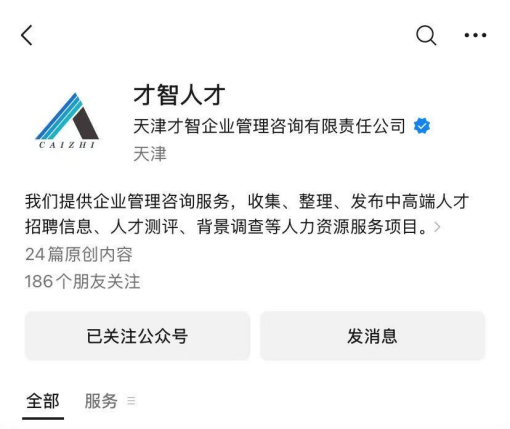 才智人才
CAIZHI
天津才智企业管理咨询有限责任公司
天津
我们提供企业管理咨询服务，收集、整理、发布中高端人才
招聘信息、人才测评、背景调查等人力资源服务项目。
24篇原创内容
186个朋友关注
已关注公众号 发消息
全部 服务